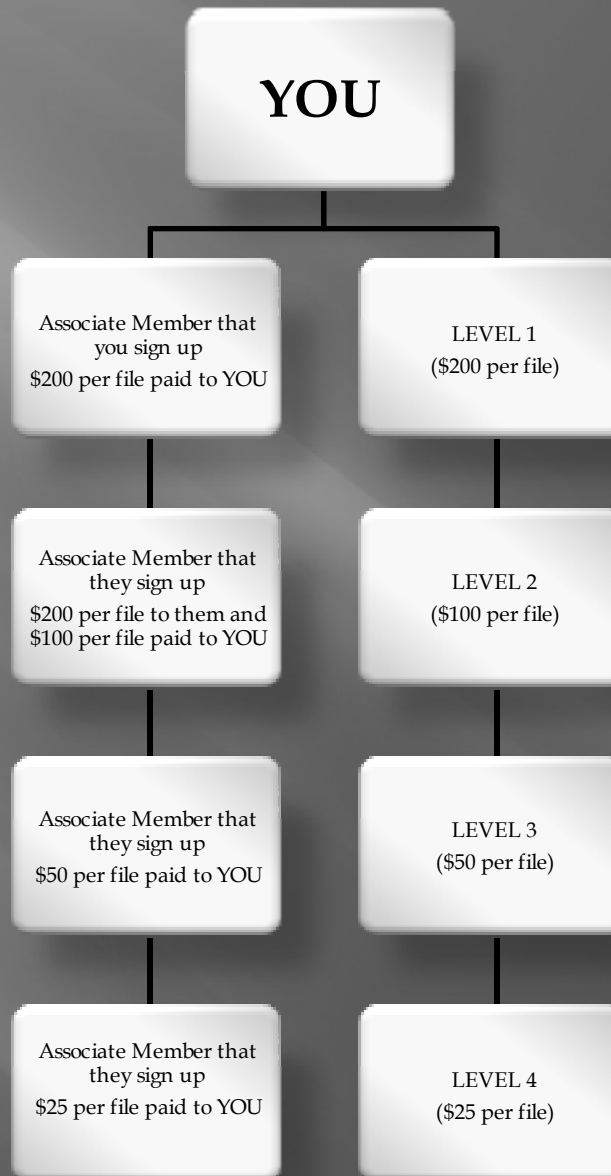 YOU
Associate Member that
you sign up
$200 per file paid to YOU
LEVEL 1
($200 per file)
Associate Member that
they sign up
$200 per file to them and
$100 per file paid to YOU
LEVEL 2
($100 per file)
Associate Member that
they sign up
$50 per file paid to YOU
LEVEL 3
($50 per file)
Associate Member that
they sign up
$25 per file paid to YOU
LEVEL 4
($25 per file)